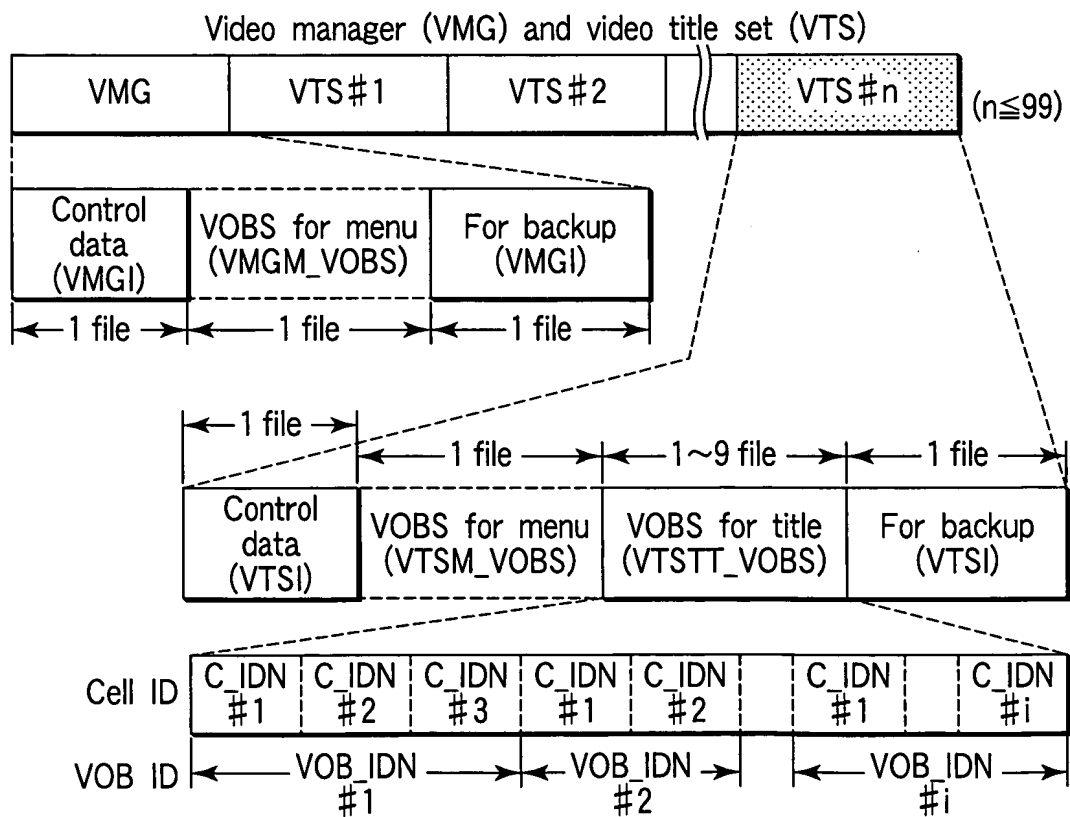 Video manager (VMG) and video title set (VTS)
VMG VTS#1 VTS#2 VTS#n (n≦99)
Control
data
(VMGI)
VOBS for menu
(VMGM_VOBS)
For backup
(VMGI)
1 file 1 file 1 file
1 file
1 file 1~9 file 1 file
Control
data
(VTSI)
VOBS for menu
(VTSM_VOBS)
VOBS for title
(VTSTT_VOBS)
For backup
(VTSI)
Cell ID
C_IDN
#1
C_IDN
#2
C_IDN
#3
C_IDN
#1
C_IDN
#2
C_IDN
#1
C_IDN
#i
VOB ID
VOB_IDN
#1
VOB_IDN
#2
VOB_IDN
#i